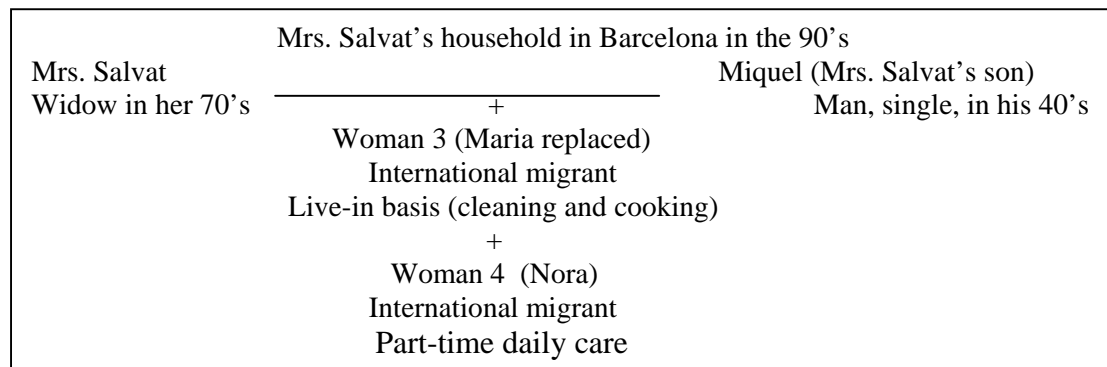 Mrs. Salvat’s household in Barcelona in the 90’s
Mrs. Salvat Miquel (Mrs. Salvat’s son)
Widow in her 70’s + Man, single, in his 40’s
Woman 3 (Maria replaced)
International migrant
Live-in basis (cleaning and cooking)
+
Woman 4 (Nora)
International migrant
Part-time daily care